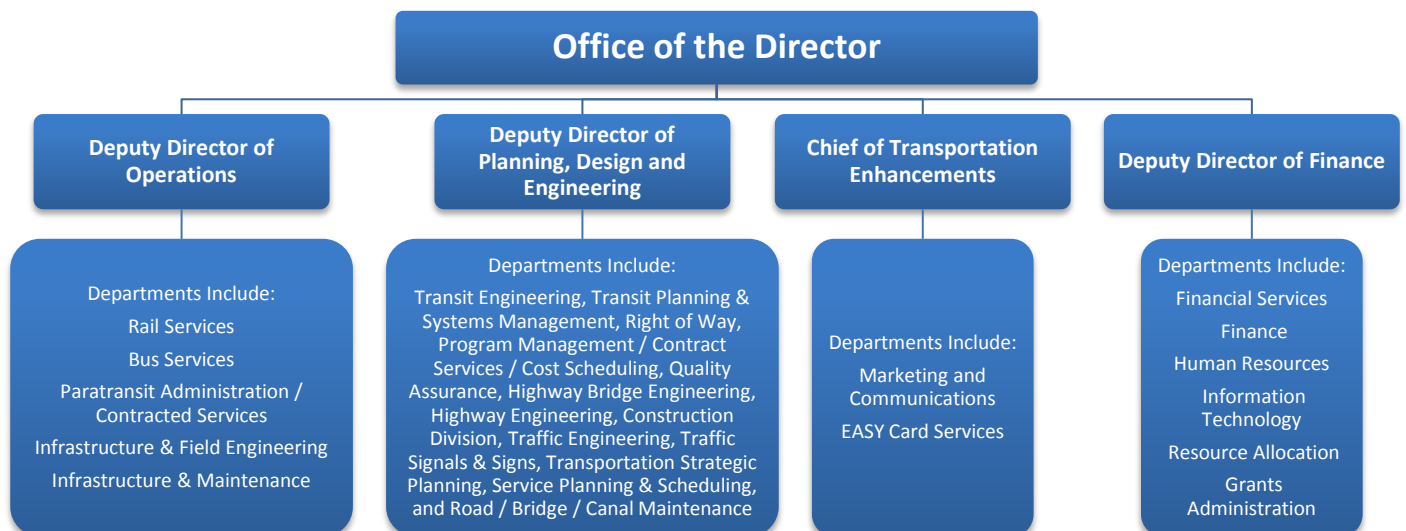 Office of the Director
Deputy Director of
Operations
Deputy Director of
Planning, Design and
Engineering
Chief of Transportation
Enhancements
Deputy Director of Finance
Departments Include:
Rail Services
Bus Services
Paratransit Administration /
Contracted Services
Infrastructure & Field Engineering
Infrastructure & Maintenance
Departments Include:
Transit Engineering, Transit Planning &
Systems Management, Right of Way,
Program Management / Contract
Services / Cost Scheduling, Quality
Assurance, Highway Bridge Engineering,
Highway Engineering, Construction
Division, Traffic Engineering, Traffic
Signals & Signs, Transportation Strategic
Planning, Service Planning & Scheduling,
and Road / Bridge / Canal Maintenance
Departments Include:
Marketing and
Communications
EASY Card Services
Departments Include:
Financial Services
Finance
Human Resources
Information
Technology
Resource Allocation
Grants
Administration